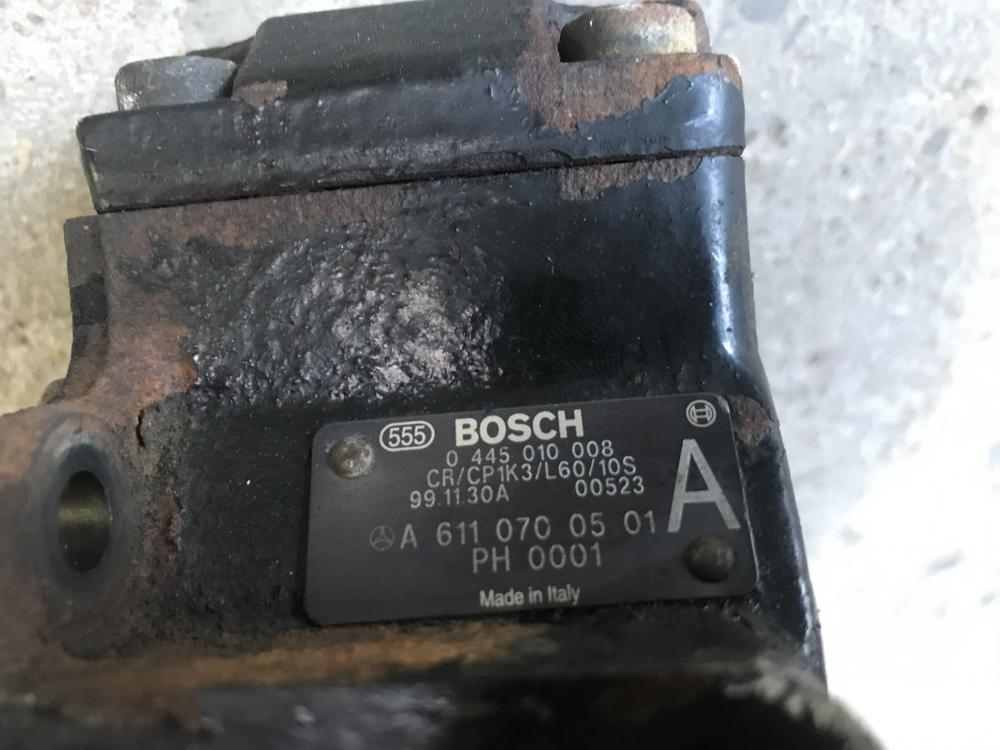 555 BOSCH
0 445 010 008
CR/CP1K3/L60/10S
99.11.30A 00523
A
A 611 070 05 01
PH 0001
Made in Italy